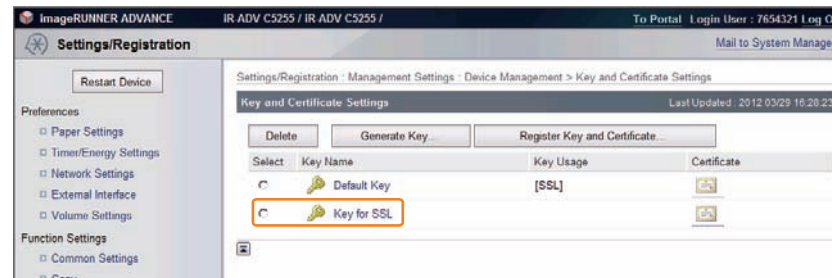 imageRUNNER ADVANCE IR-ADV C5255 / IR-ADV C5255 / To Portal Login User : 7654321 Log O
Settings/Registration Mail to System Manage
Restart Device
Settings/Registration : Management Settings : Device Management > Key and Certificate Settings
Key and Certificate Settings Last Updated : 2012 03/29 16:28:23
Preferences
Paper Settings
Timer/Energy Settings
Network Settings
External Interface
Volume Settings
Function Settings
Common Settings
Delete Generate Key... Register Key and Certificate...
Select Key Name Key Usage Certificate
Default Key [SSL]
Key for SSL